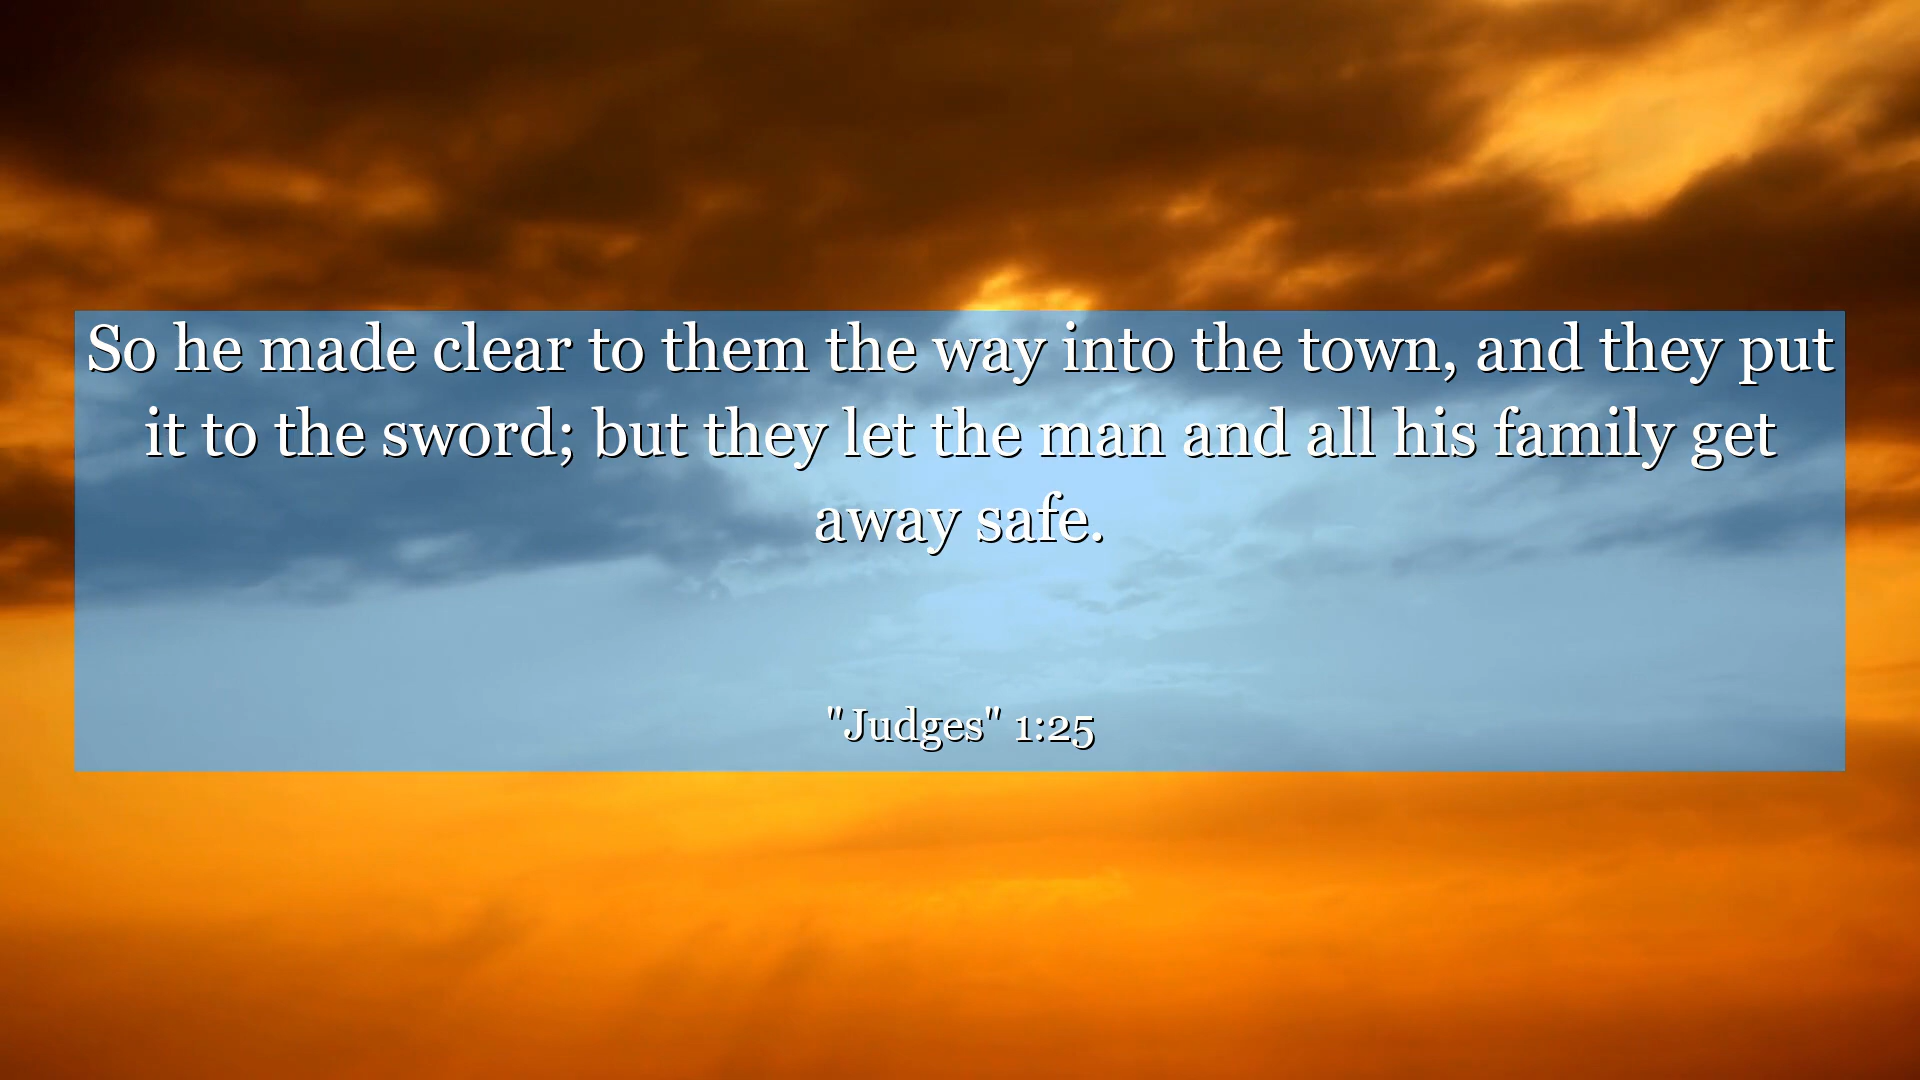 So he made clear to them the way into the town, and they put
it to the sword; but they let the man and all his family get
away safe.
"Judges" 1:25